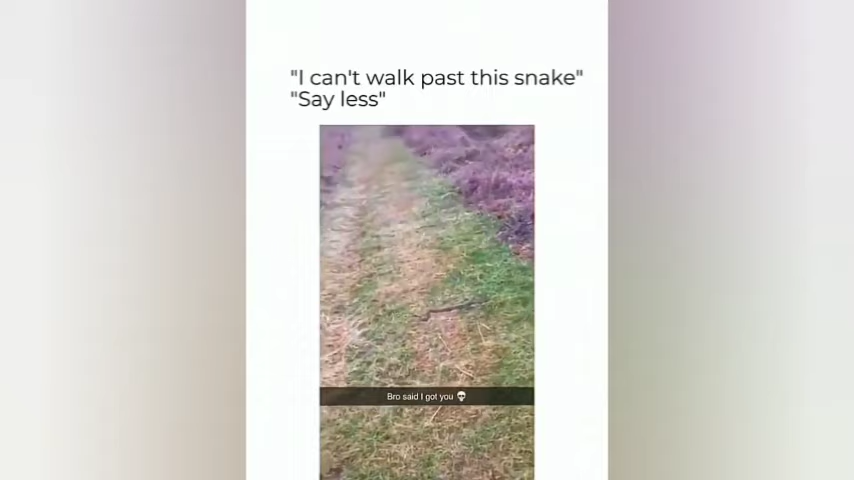 "I can't walk past this snake"
"Say less"
Bro said I got you 💀